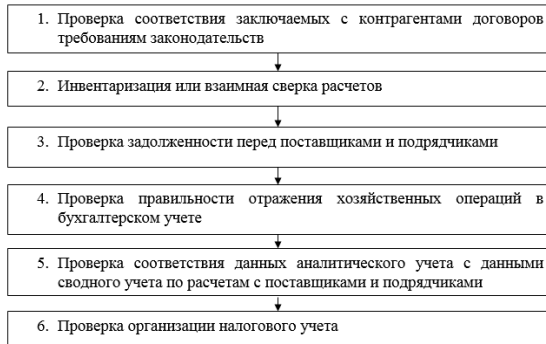 1. Проверка соответствия заключаемых с контрагентами договоров
требованиям законодательств
2. Инвентаризация или взаимная сверка расчетов
3. Проверка задолженности перед поставщиками и подрядчиками
4. Проверка правильности отражения хозяйственных операций в
бухгалтерском учете
5. Проверка соответствия данных аналитического учета с данными
сводного учета по расчетам с поставщиками и подрядчиками
6. Проверка организации налогового учета